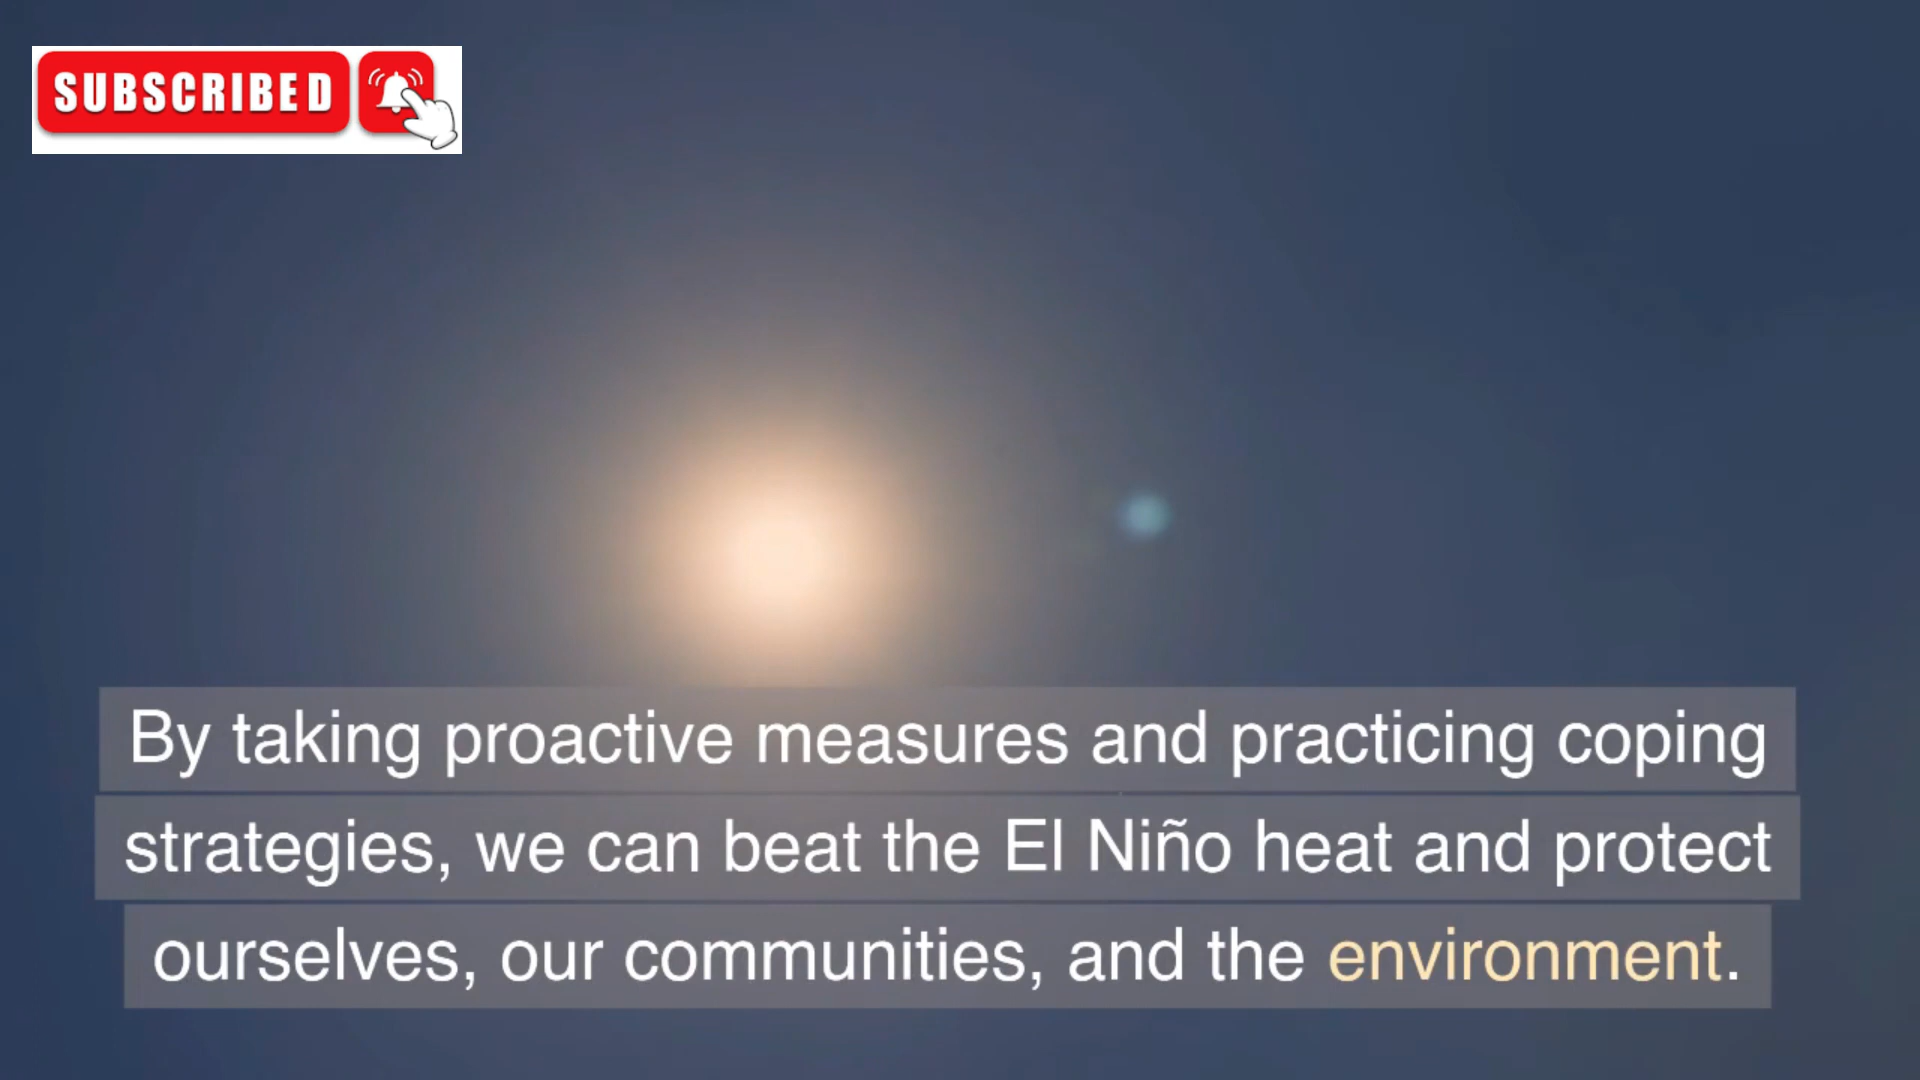 SUBSCRIBED
By taking proactive measures and practicing coping
strategies, we can beat the El Niño heat and protect
ourselves, our communities, and the environment.